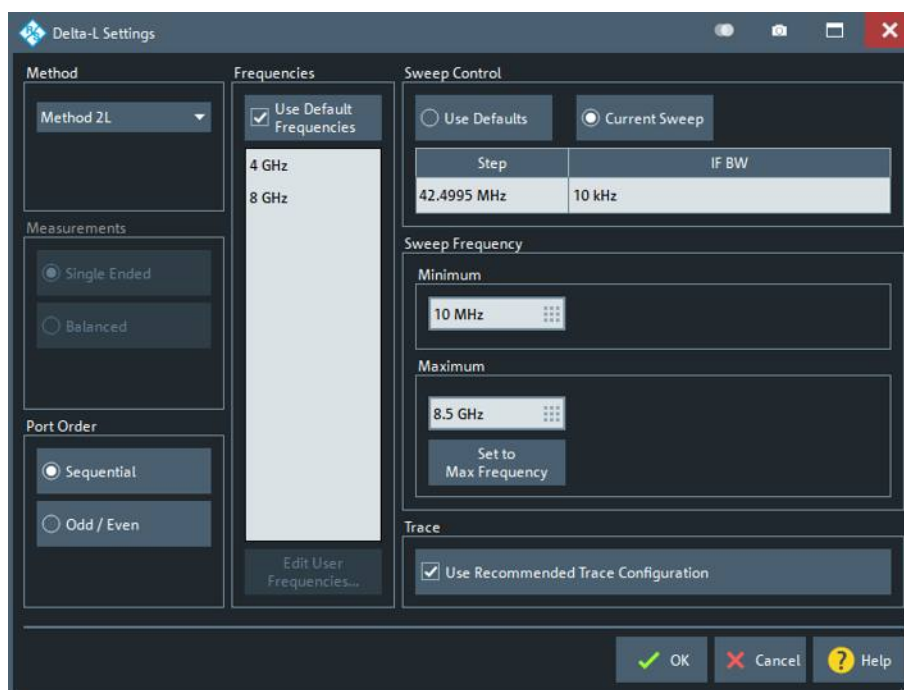 Delta-L Settings
Method
Method 2L
Measurements
Single Ended
Balanced
Port Order
Sequential
Odd / Even
Frequencies
Use Default
Frequencies
4 GHz
8 GHz
Edit User
Frequencies...
Sweep Control
Use Defaults
Current Sweep
Step IF BW
42.4995 MHz 10 kHz
Sweep Frequency
Minimum
10 MHz
Maximum
8.5 GHz
Set to
Max Frequency
Trace
Use Recommended Trace Configuration
OK Cancel ? Help